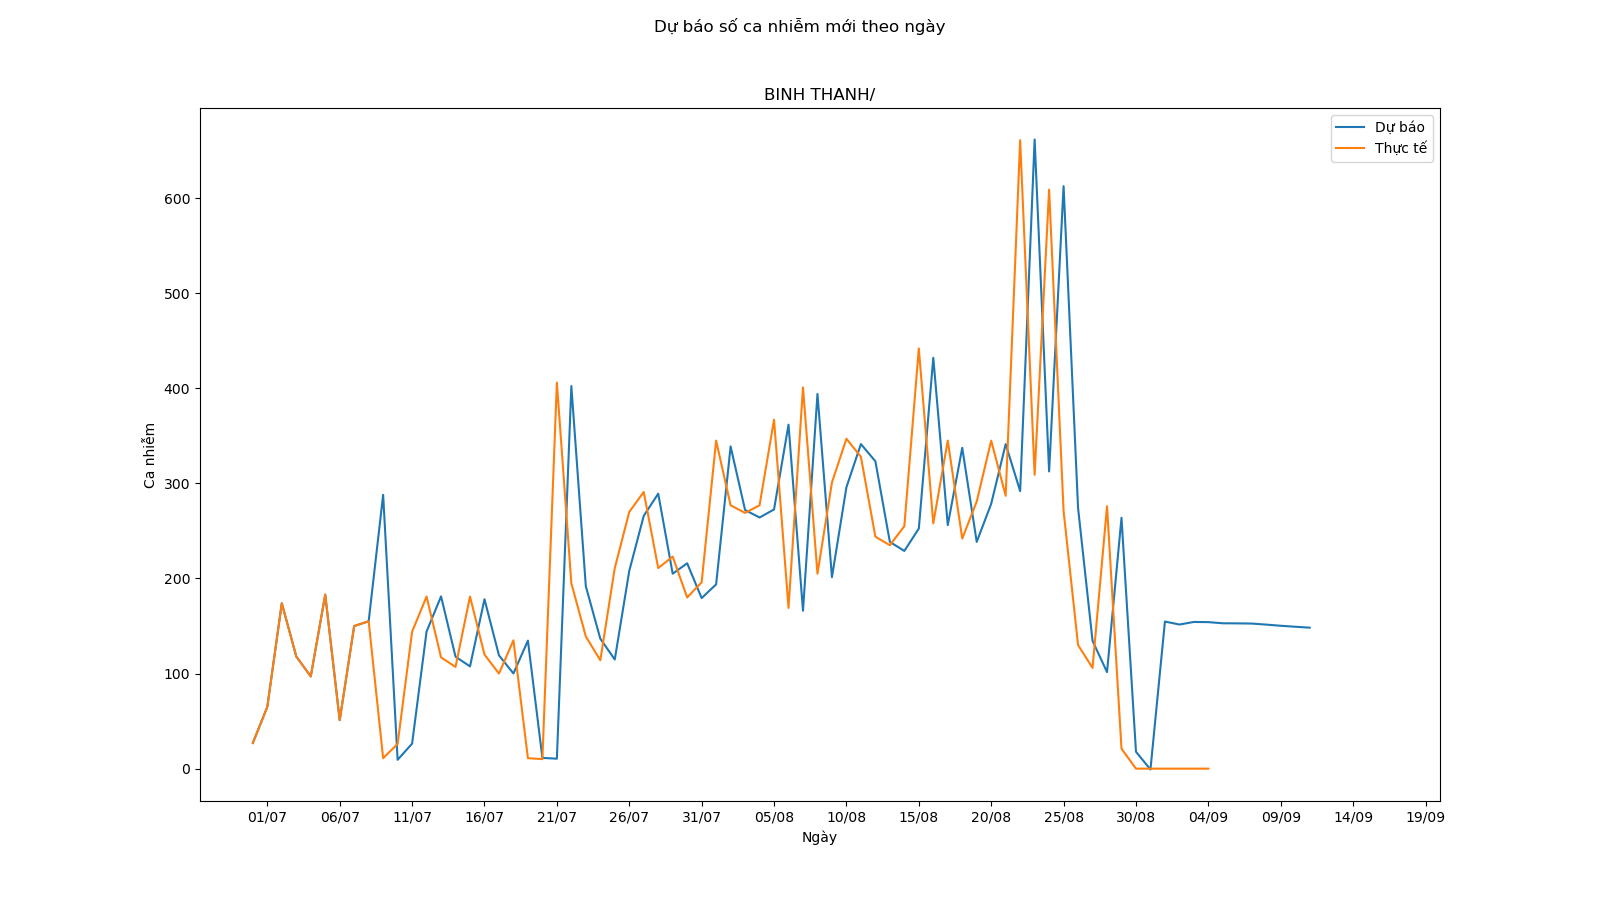 Dự báo số ca nhiễm mới theo ngày
BINH THANH/
Dự báo
Thực tế
600
500
400
300
200
100
0
Ca nhiễm
01/07 06/07 11/07 16/07 21/07 26/07 31/07 05/08 10/08 15/08 20/08 25/08 30/08 04/09 09/09 14/09 19/09
Ngày